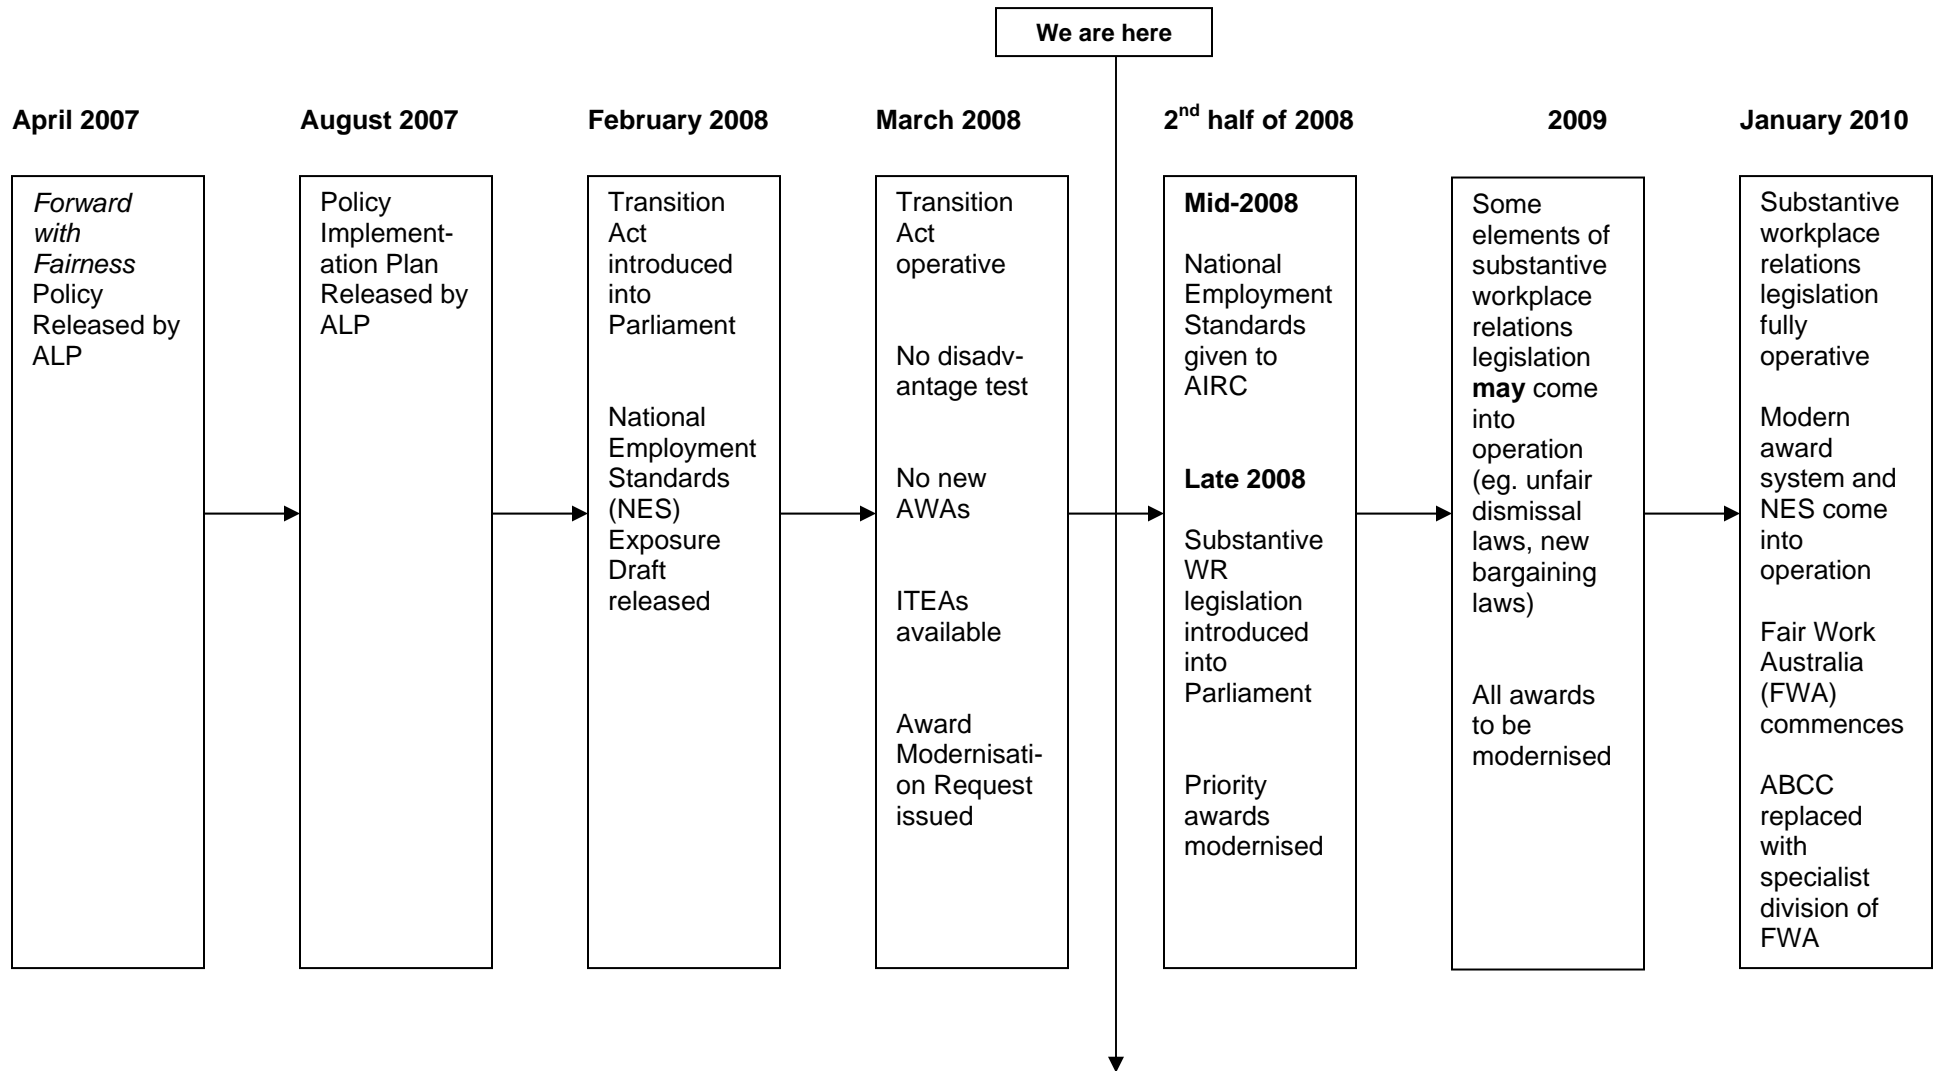 We are here
April 2007
August 2007
February 2008
March 2008
2nd half of 2008
2009
January 2010
Forward
with
Fairness
Policy
Released by
ALP
Policy
Implement-
ation Plan
Released by
ALP
Transition
Act
introduced
into
Parliament
National
Employment
Standards
(NES)
Exposure
Draft
released
Transition
Act
operative
No disadv-
antage test
No new
AWAs
ITEAs
available
Award
Modernisati-
on Request
issued
Mid-2008
National
Employment
Standards
given to
AIRC
Late 2008
Substantive
WR
legislation
introduced
into
Parliament
Priority
awards
modernised
Some
elements of
substantive
workplace
relations
legislation
may come
into
operation
(eg. unfair
dismissal
laws, new
bargaining
laws)
All awards
to be
modernised
Substantive
workplace
relations
legislation
fully
operative
Modern
award
system and
NES come
into
operation
Fair Work
Australia
(FWA)
commences
ABCC
replaced
with
specialist
division of
FWA